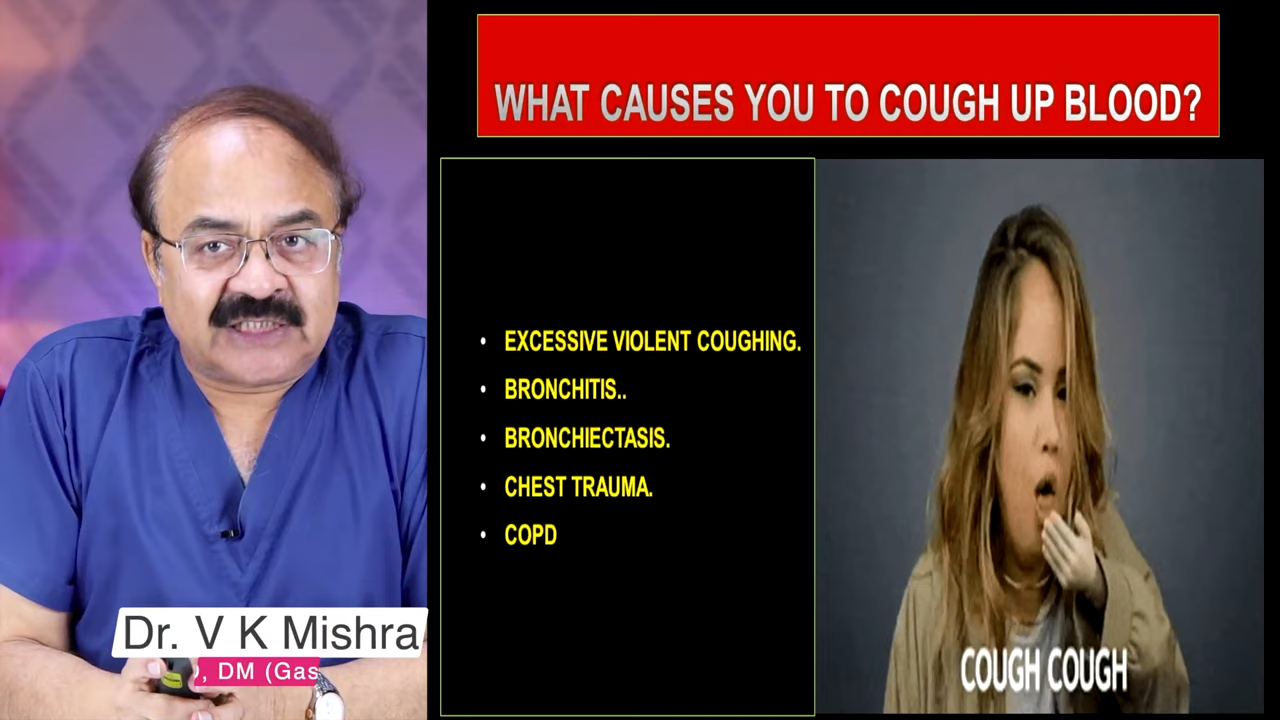 WHAT CAUSES YOU TO COUGH UP BLOOD?
• EXCESSIVE VIOLENT COUGHING.
• BRONCHITIS..
• BRONCHIECTASIS.
• CHEST TRAUMA.
• COPD
COUGH COUGH
Dr. V K Mishra
), DM (Gas